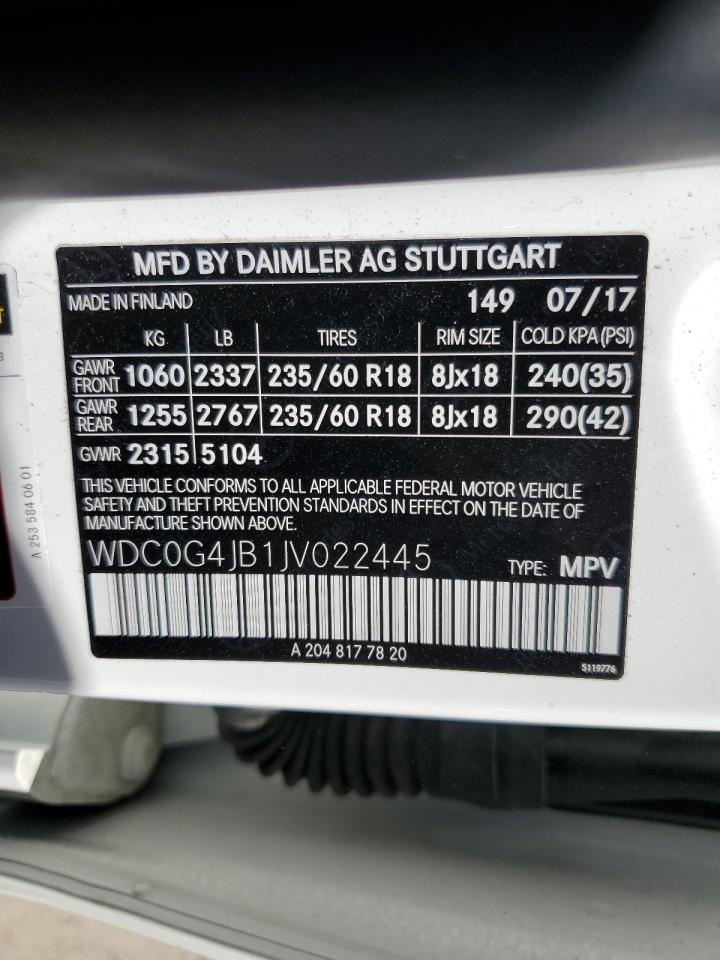 MFD BY DAIMLER AG STUTTGART
MADE IN FINLAND 149 07/17
KG LB TIRES RIM SIZE COLD KPA(PSI)
GAWR FRONT 1060 2337 235/60 R18 8Jx18 240(35)
GAWR REAR 1255 2767 235/60 R18 8Jx18 290(42)
GVWR 2315 5104
THIS VEHICLE CONFORMS TO ALL APPLICABLE FEDERAL MOTOR VEHICLE
SAFETY AND THEFT PREVENTION STANDARDS IN EFFECT ON THE DATE OF
MANUFACTURE SHOWN ABOVE.
WDC0G4JB1JV022445 TYPE: MPV
A 204 817 78 20
5119776
A 253 584 06 01